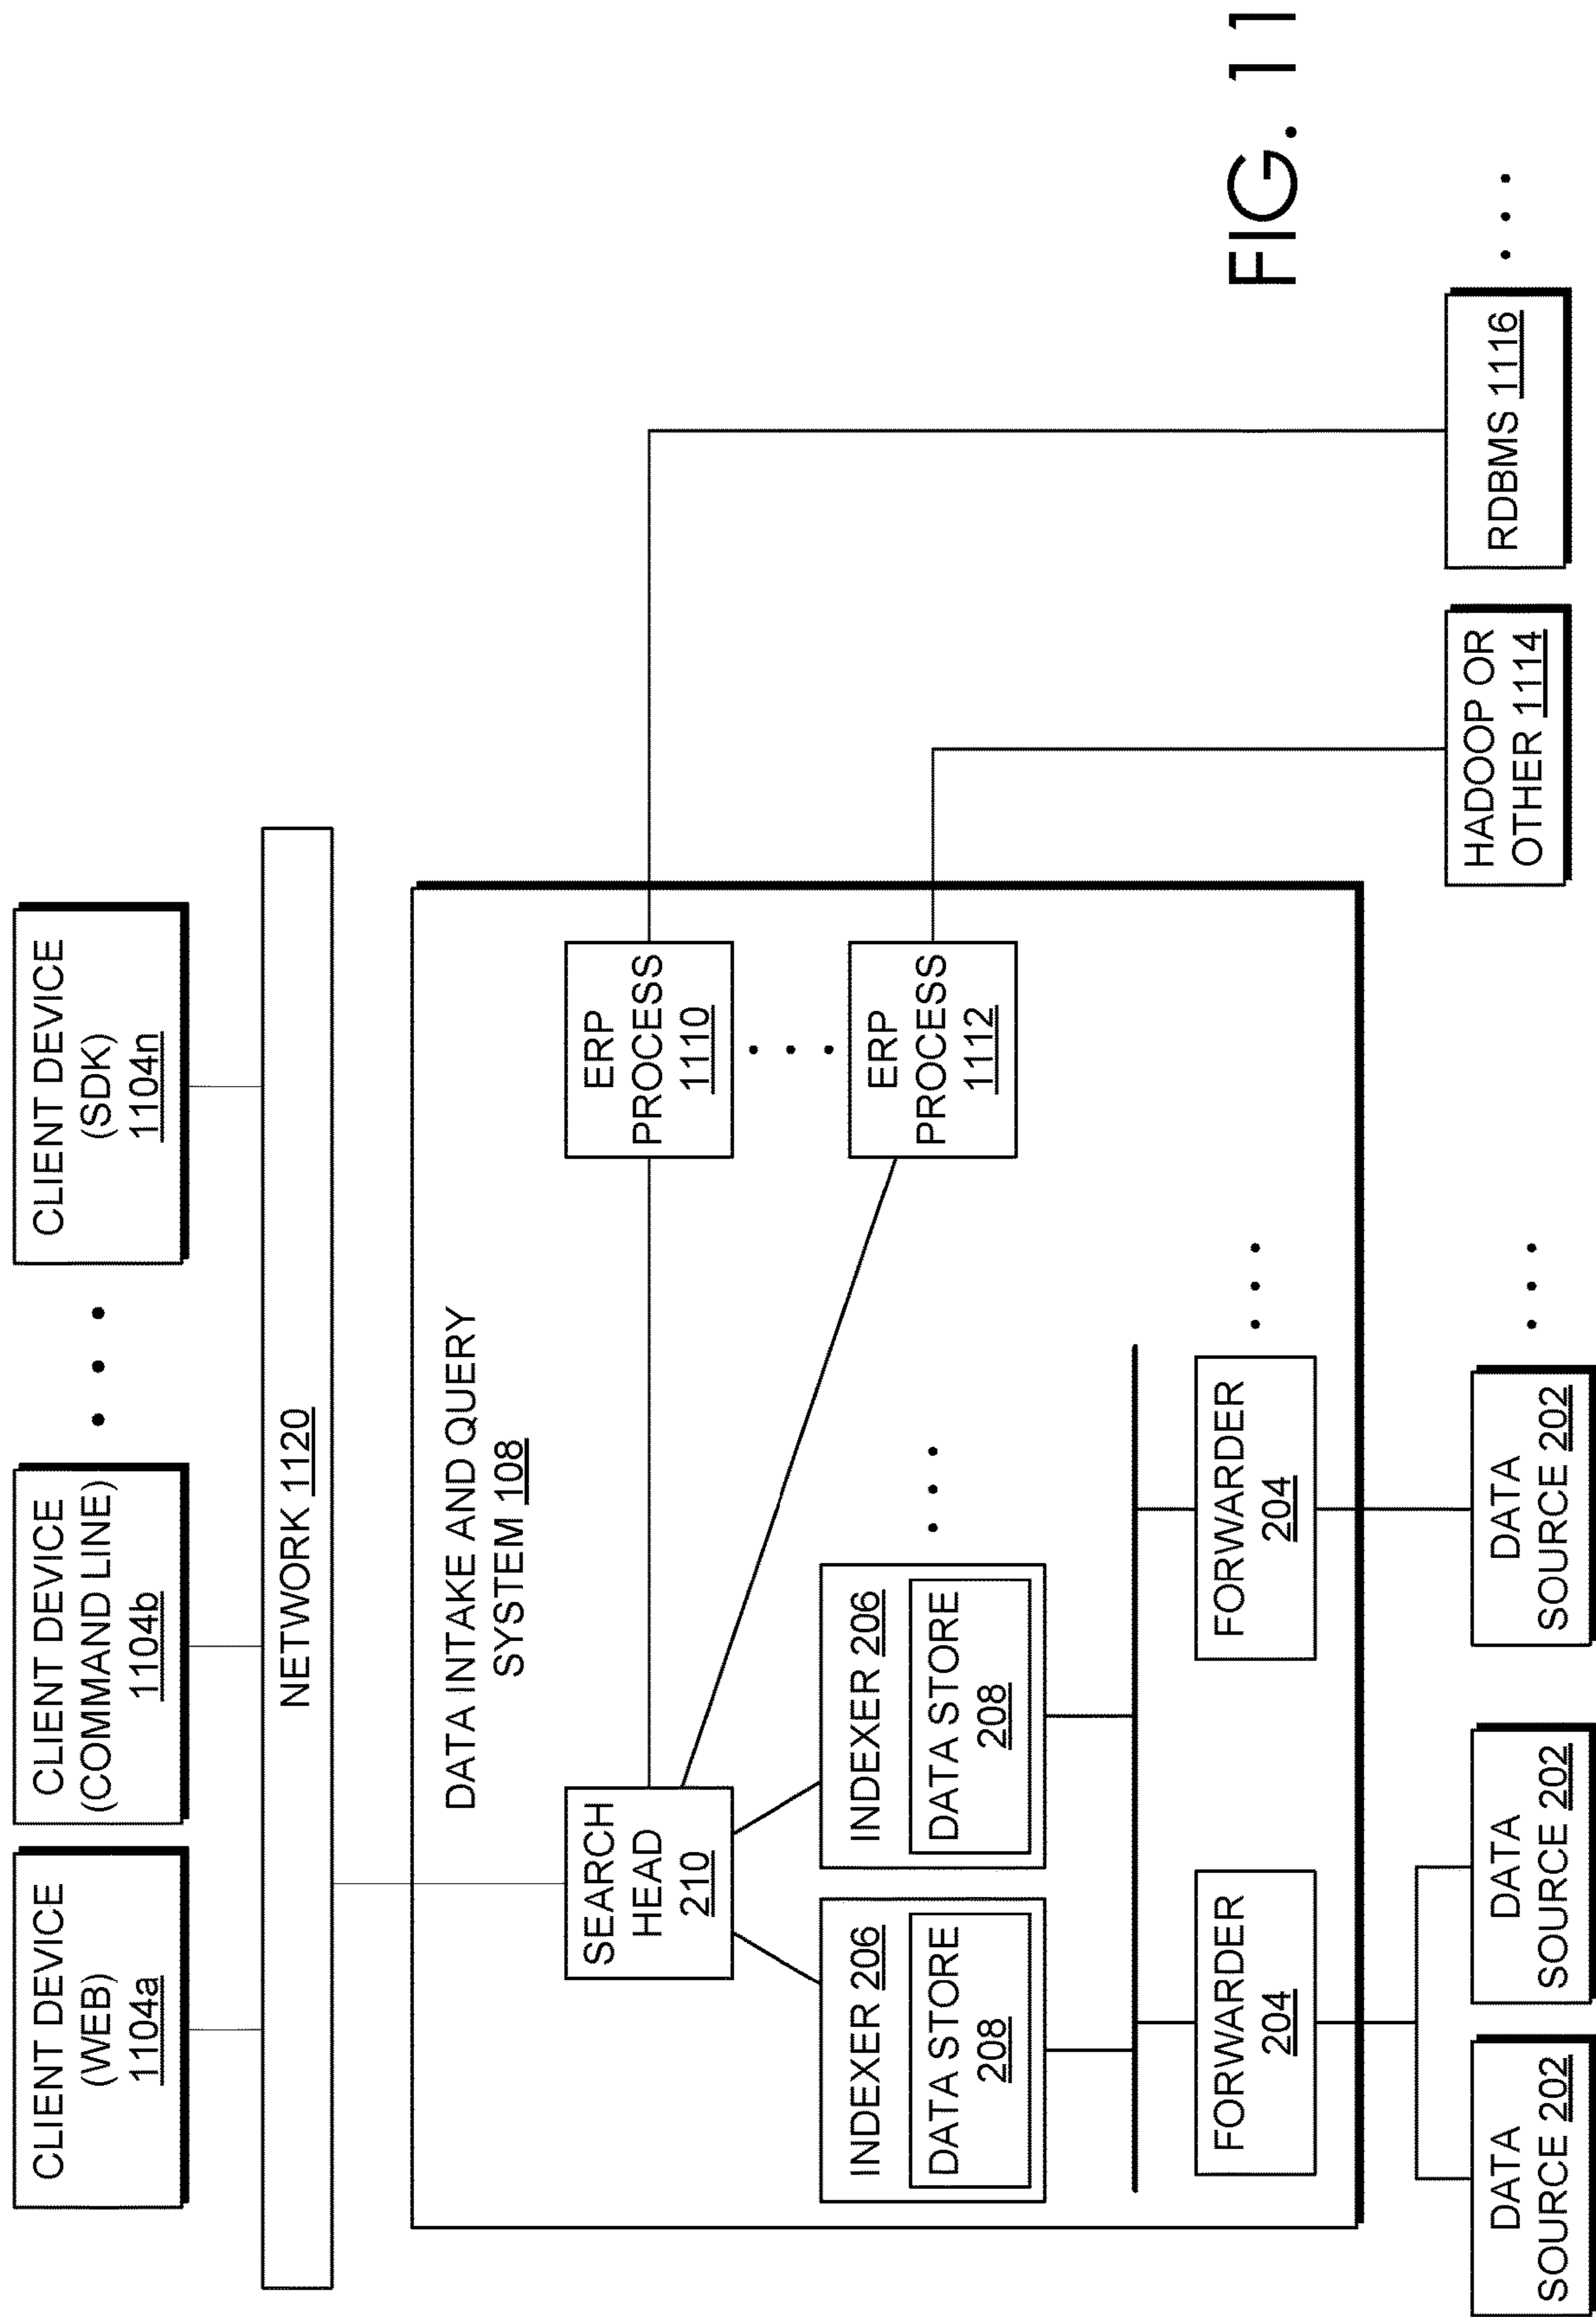 CLIENT DEVICE
(WEB)
1104a
CLIENT DEVICE
(COMMAND LINE)
1104b
CLIENT DEVICE
(SDK)
1104n
NETWORK 1120
DATA INTAKE AND QUERY
SYSTEM 108
SEARCH
HEAD
210
ERP
PROCESS
1110
INDEXER 206
DATA STORE
208
INDEXER 206
DATA STORE
208
ERP
PROCESS
1112
FORWARDER
204
FORWARDER
204
DATA
SOURCE 202
DATA
SOURCE 202
DATA
SOURCE 202
HADOOP OR
OTHER 1114
RDBMS 1116
FIG. 11